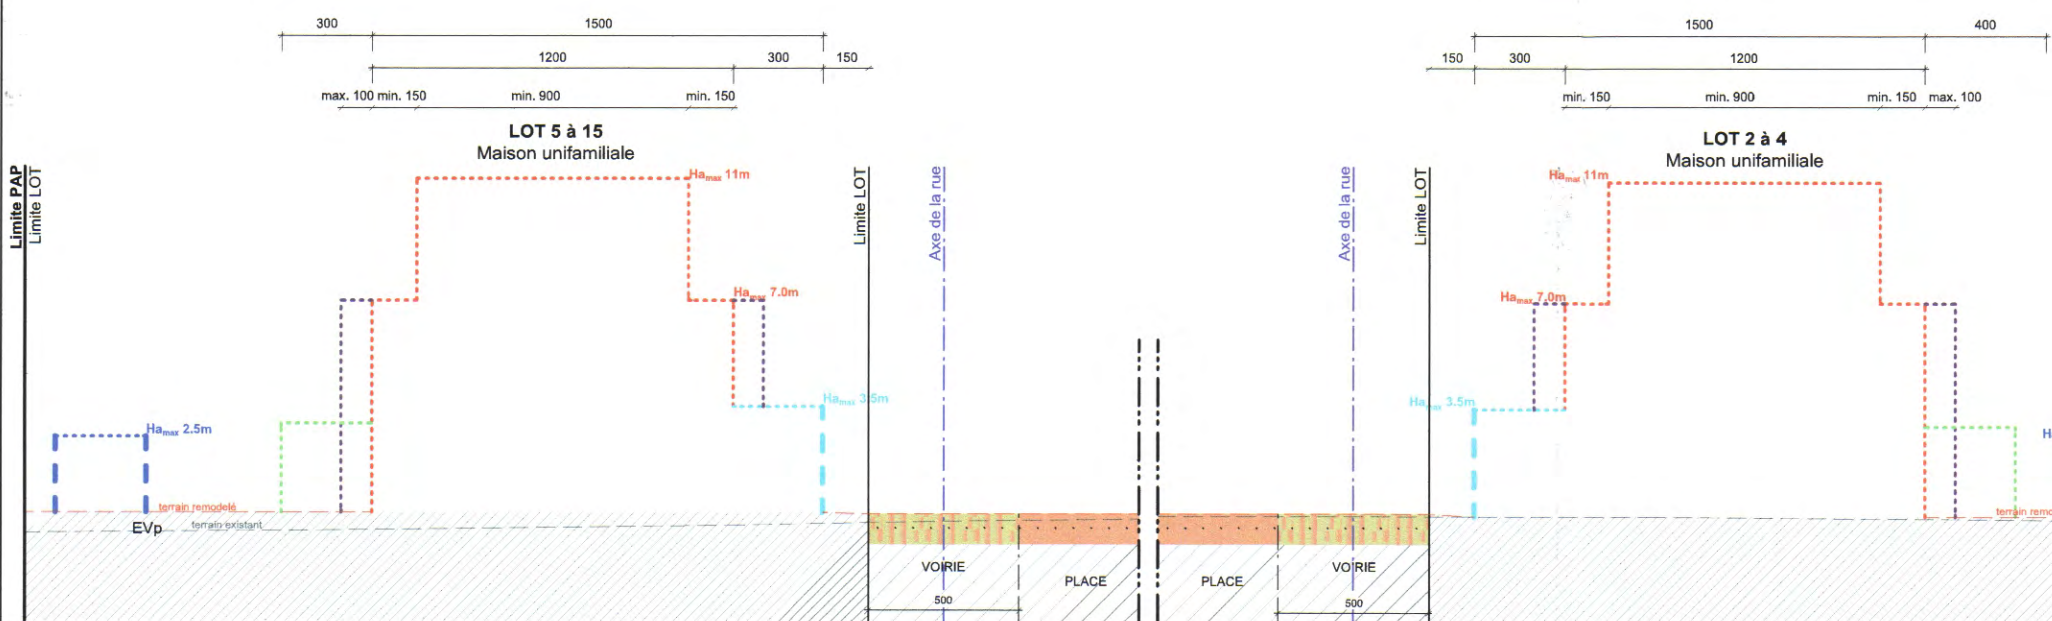 300
1500
1200
300
150
max. 100 min. 150
min. 900
min. 150
LOT 5 à 15
Maison unifamiliale
Limite PAP
Limite LOT
Hamax 11m
Hamax 7.0m
Hamax 3.5m
Hamax 2.5m
terrain remodelé
EVp
terrain existant
Limite LOT
Axe de la rue
VOIRIE
PLACE
500
Axe de la rue
Limite LOT
PLACE
VOIRIE
500
1500
400
150
300
1200
min. 150
min. 900
min. 150
max. 100
LOT 2 à 4
Maison unifamiliale
Hamax 11m
Hamax 7.0m
Hamax 3.5m
H
terrain remo